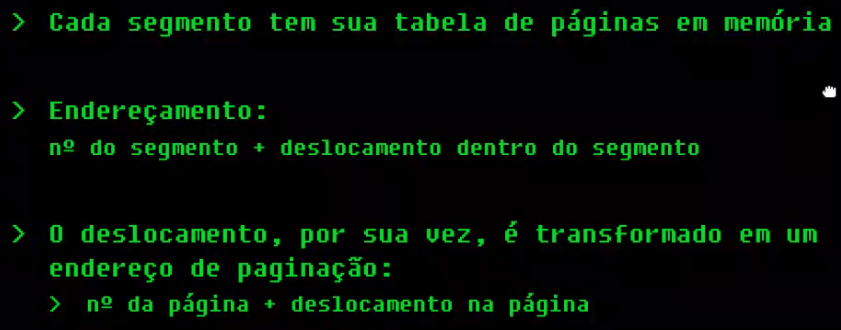 > Cada segmento tem sua tabela de páginas em memória
> Endereçamento:
nº do segmento + deslocamento dentro do segmento
> O deslocamento, por sua vez, é transformado em um
endereço de paginação:
> nº da página + deslocamento na página